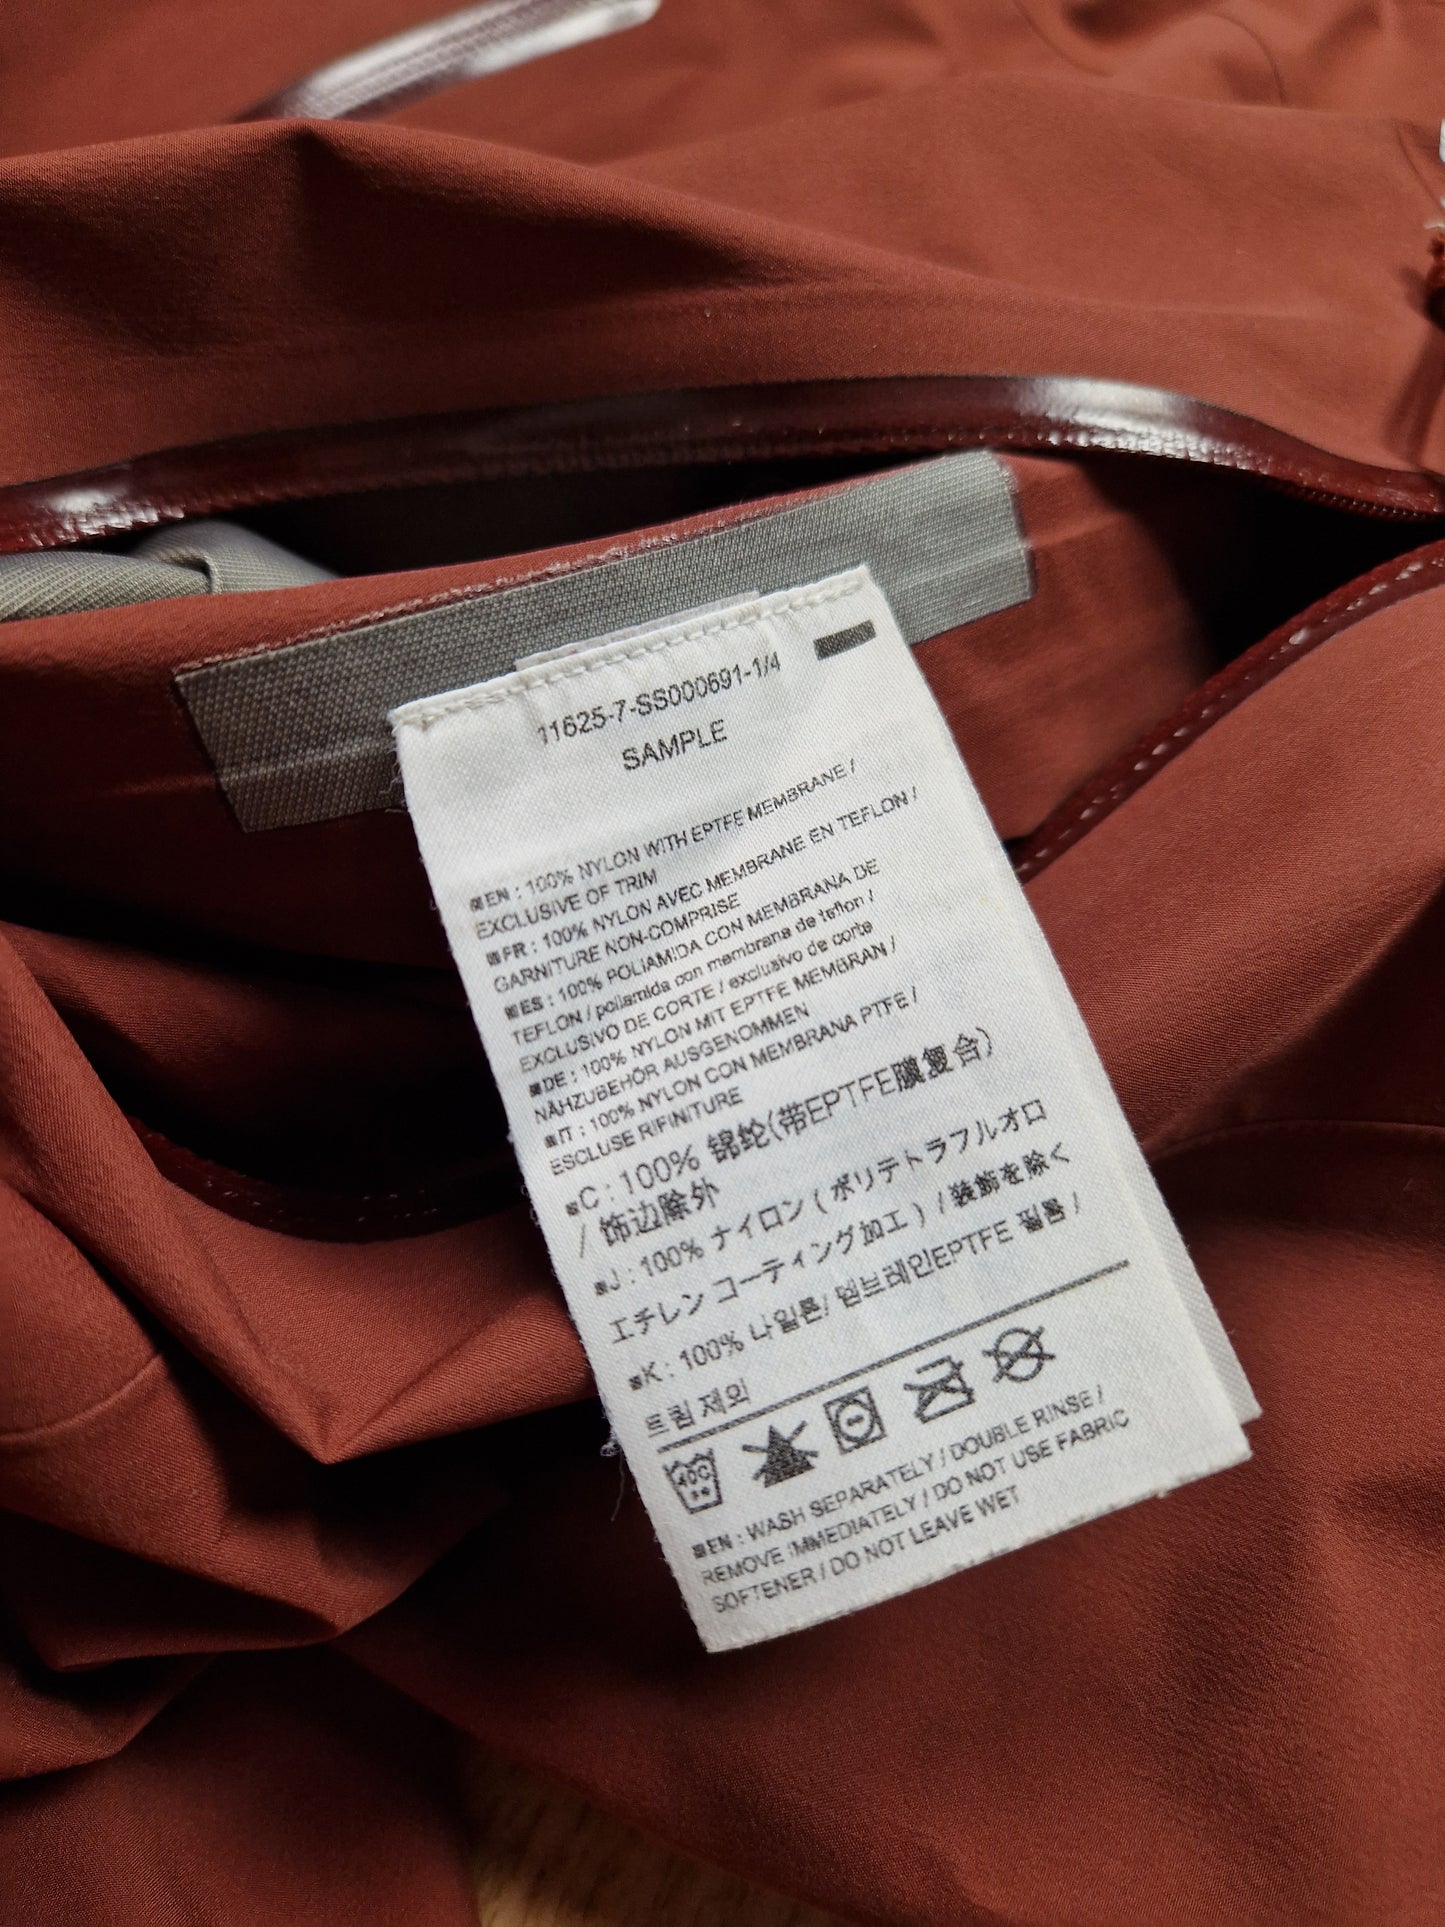 11625-7-SS000691-1/4
SAMPLE
EN : 100% NYLON WITH EPTFE MEMBRANE /
EXCLUSIVE OF TRIM
FR : 100% NYLON AVEC MEMBRANE EN TEFLON /
GARNITURE NON-COMPRISE
ES : 100% POLIAMIDA CON MEMBRANA DE
TEFLON / poliamida con membrana de teflon /
EXCLUSIVO DE CORTE / exclusivo de corte
DE : 100% NYLON MIT EPTFE MEMBRAN /
NÄHZUBEHÖR AUSGENOMMEN
IT : 100% NYLON CON MEMBRANA PTFE /
ESCLUSE RIFINITURE
C : 100% 锦纶(带EPTFE膜复合)
/ 饰边除外
J : 100% ナイロン ( ポリテトラフルオロ
エチレン コーティング加工 ) / 装飾を除く
K : 100% 나일론/ 멤브레인EPTFE 필름 /
트림 제외
40C
EN : WASH SEPARATELY / DOUBLE RINSE /
REMOVE IMMEDIATELY / DO NOT USE FABRIC
SOFTENER / DO NOT LEAVE WET